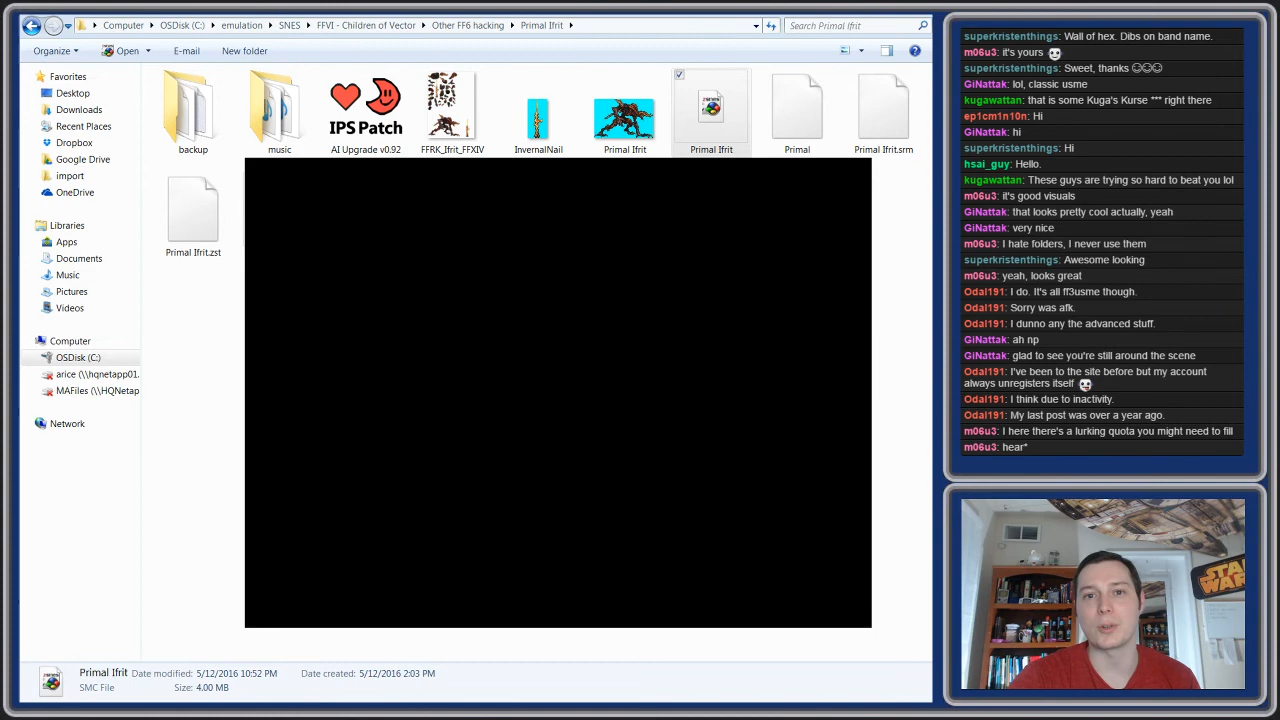 Computer ▸ OSDisk (C:) ▸ emulation ▸ SNES ▸ FFVI - Children of Vector ▸ Other FF6 hacking ▸ Primal Ifrit ▸
Search Primal Ifrit
Organize Open E-mail New folder
Favorites
Desktop
Downloads
Recent Places
Dropbox
Google Drive
import
OneDrive
Libraries
Apps
Documents
Music
Pictures
Videos
Computer
OSDisk (C:)
arice (\\hqnetapp01.
MAFiles (\\HQNetap
Network
IPS Patch
backup
music
AI Upgrade v0.92
FFRK_Ifrit_FFXIV
InvernalNail
Primal Ifrit
Primal Ifrit
Primal
Primal Ifrit.srm
Primal Ifrit.zst
Primal Ifrit Date modified: 5/12/2016 10:52 PM Date created: 5/12/2016 2:03 PM
SMC File Size: 4.00 MB
superkristenthings: Wall of hex. Dibs on band name.
m06u3: it's yours
superkristenthings: Sweet, thanks
GiNattak: lol, classic usme
kugawattan: that is some Kuga's Kurse *** right there
ep1cm1n10n: Hi
GiNattak: hi
superkristenthings: Hi
hsai_guy: Hello.
kugawattan: These guys are trying so hard to beat you lol
m06u3: it's good visuals
GiNattak: that looks pretty cool actually, yeah
GiNattak: very nice
m06u3: I hate folders, I never use them
superkristenthings: Awesome looking
m06u3: yeah, looks great
Odal191: I do. It's all ff3usme though.
Odal191: Sorry was afk.
Odal191: I dunno any the advanced stuff.
GiNattak: ah np
GiNattak: glad to see you're still around the scene
Odal191: I've been to the site before but my account
always unregisters itself
Odal191: I think due to inactivity.
Odal191: My last post was over a year ago.
m06u3: I here there's a lurking quota you might need to fill
m06u3: hear*
STAR
WAR